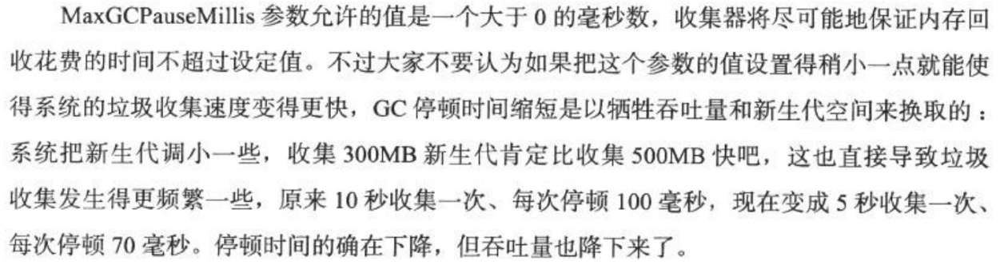 MaxGCPauseMillis 参数允许的值是一个大于 0 的毫秒数，收集器将尽可能地保证内存回
收花费的时间不超过设定值。不过大家不要认为如果把这个参数的值设置得稍小一点就能使
得系统的垃圾收集速度变得更快，GC 停顿时间缩短是以牺牲吞吐量和新生代空间来换取的：
系统把新生代调小一些，收集 300MB 新生代肯定比收集 500MB 快吧，这也直接导致垃圾
收集发生得更频繁一些，原来 10 秒收集一次、每次停顿 100 毫秒，现在变成 5 秒收集一次、
每次停顿 70 毫秒。停顿时间的确在下降，但吞吐量也降下来了。